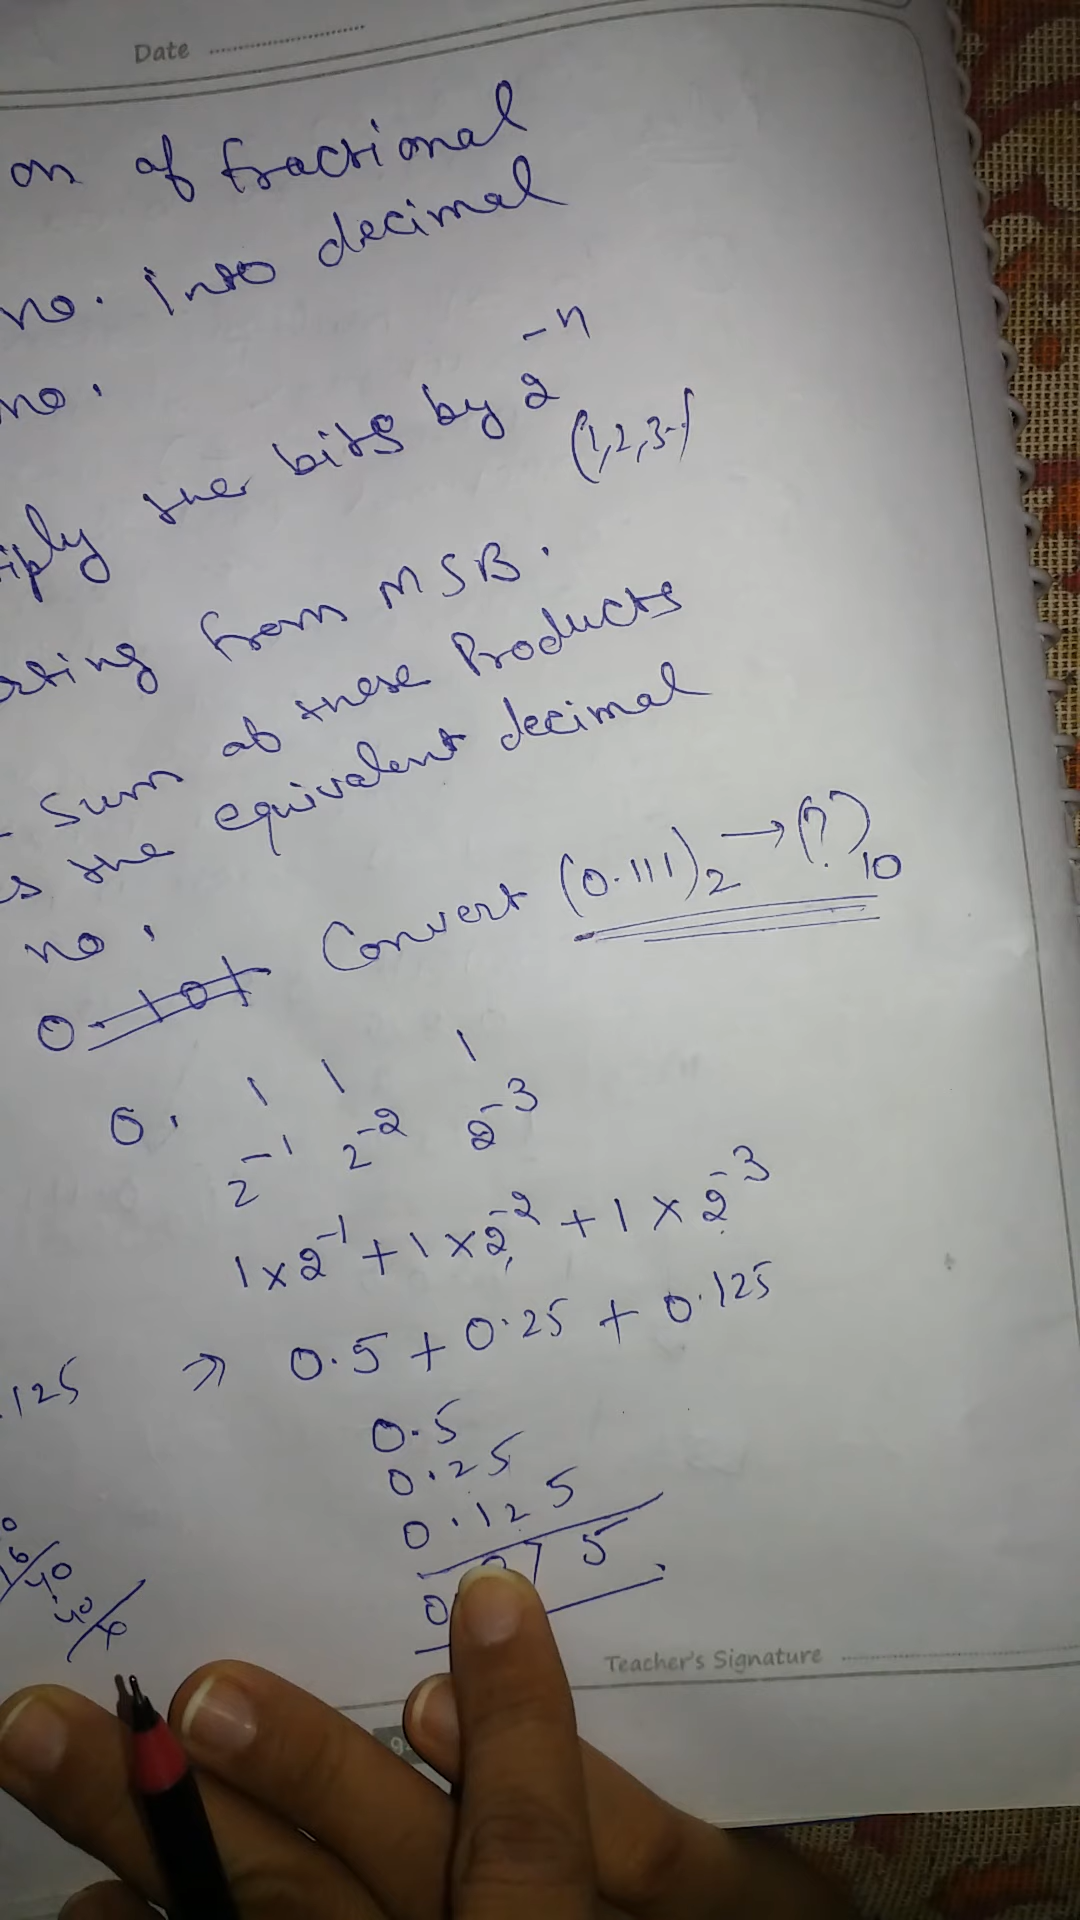 Date
on of fractional
no. into decimal
no.
iply the bits by 2⁻ⁿ
(1,2,3-)
rting from MSB.
- Sum of these Products
s the equivalent decimal
no.
Convert (0.111)₂ → (?)₁₀
0. 1 1 1
2⁻¹ 2⁻² 2⁻³
1 × 2⁻¹ + 1 × 2⁻² + 1 × 2⁻³
.125 ⇒ 0.5 + 0.25 + 0.125
0.5
0.25
0.125
0 7 5
Teacher's Signature
9